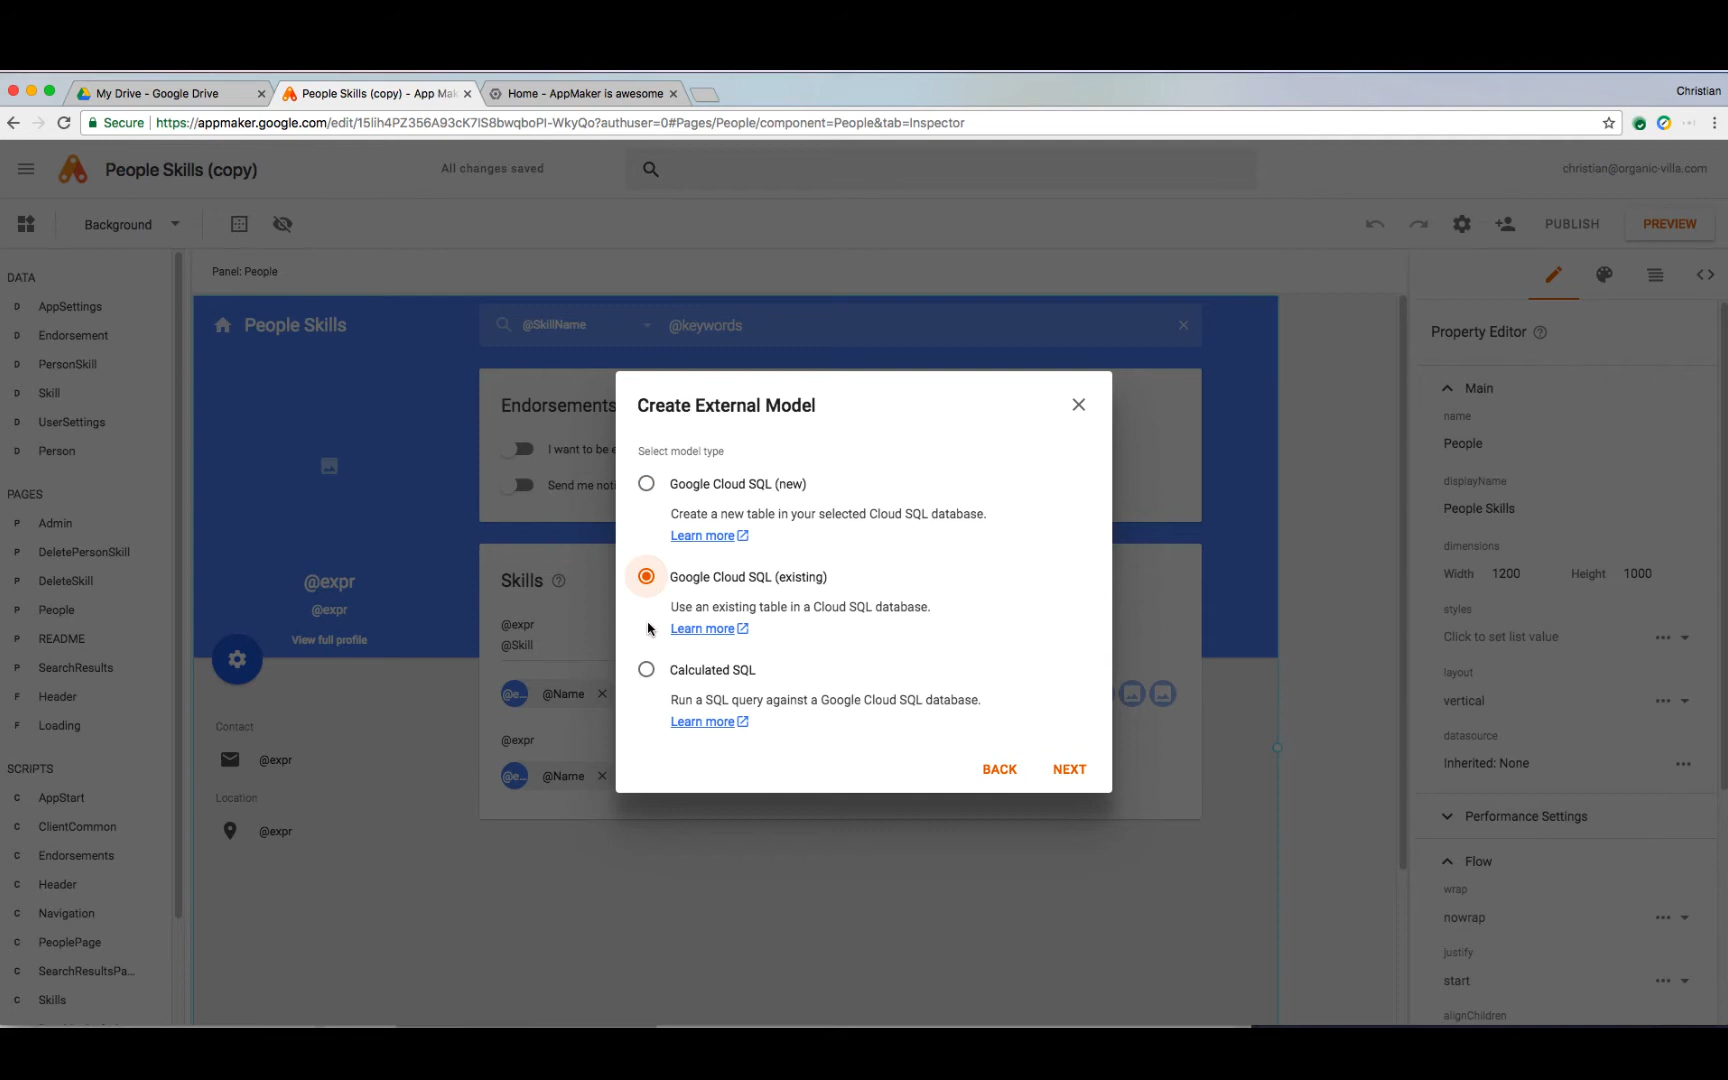 My Drive - Google Drive
People Skills (copy) - App Mak
Home - AppMaker is awesome
Christian
Secure
https://appmaker.google.com/edit/15Iih4PZ356A93cK7IS8bwqboPI-WkyQo?authuser=0#Pages/People/component=People&tab=Inspector
People Skills (copy)
All changes saved
christian@organic-villa.com
Background
PUBLISH
PREVIEW
DATA
D AppSettings
D Endorsement
D PersonSkill
D Skill
D UserSettings
D Person
PAGES
P Admin
P DeletePersonSkill
P DeleteSkill
P People
P README
P SearchResults
F Header
F Loading
SCRIPTS
C AppStart
C ClientCommon
C Endorsements
C Header
C Navigation
C PeoplePage
C SearchResultsPa...
C Skills
Panel: People
People Skills
@SkillName
@keywords
@expr
@expr
View full profile
Contact
@expr
Location
@expr
Endorsements
I want to be e
Send me noti
Skills
@expr
@Skill
@e... @Name
@expr
@e... @Name
Create External Model
Select model type
Google Cloud SQL (new)
Create a new table in your selected Cloud SQL database.
Learn more
Google Cloud SQL (existing)
Use an existing table in a Cloud SQL database.
Learn more
Calculated SQL
Run a SQL query against a Google Cloud SQL database.
Learn more
BACK
NEXT
Property Editor
Main
name
People
displayName
People Skills
dimensions
Width 1200 Height 1000
styles
Click to set list value
layout
vertical
datasource
Inherited: None
Performance Settings
Flow
wrap
nowrap
justify
start
alignChildren